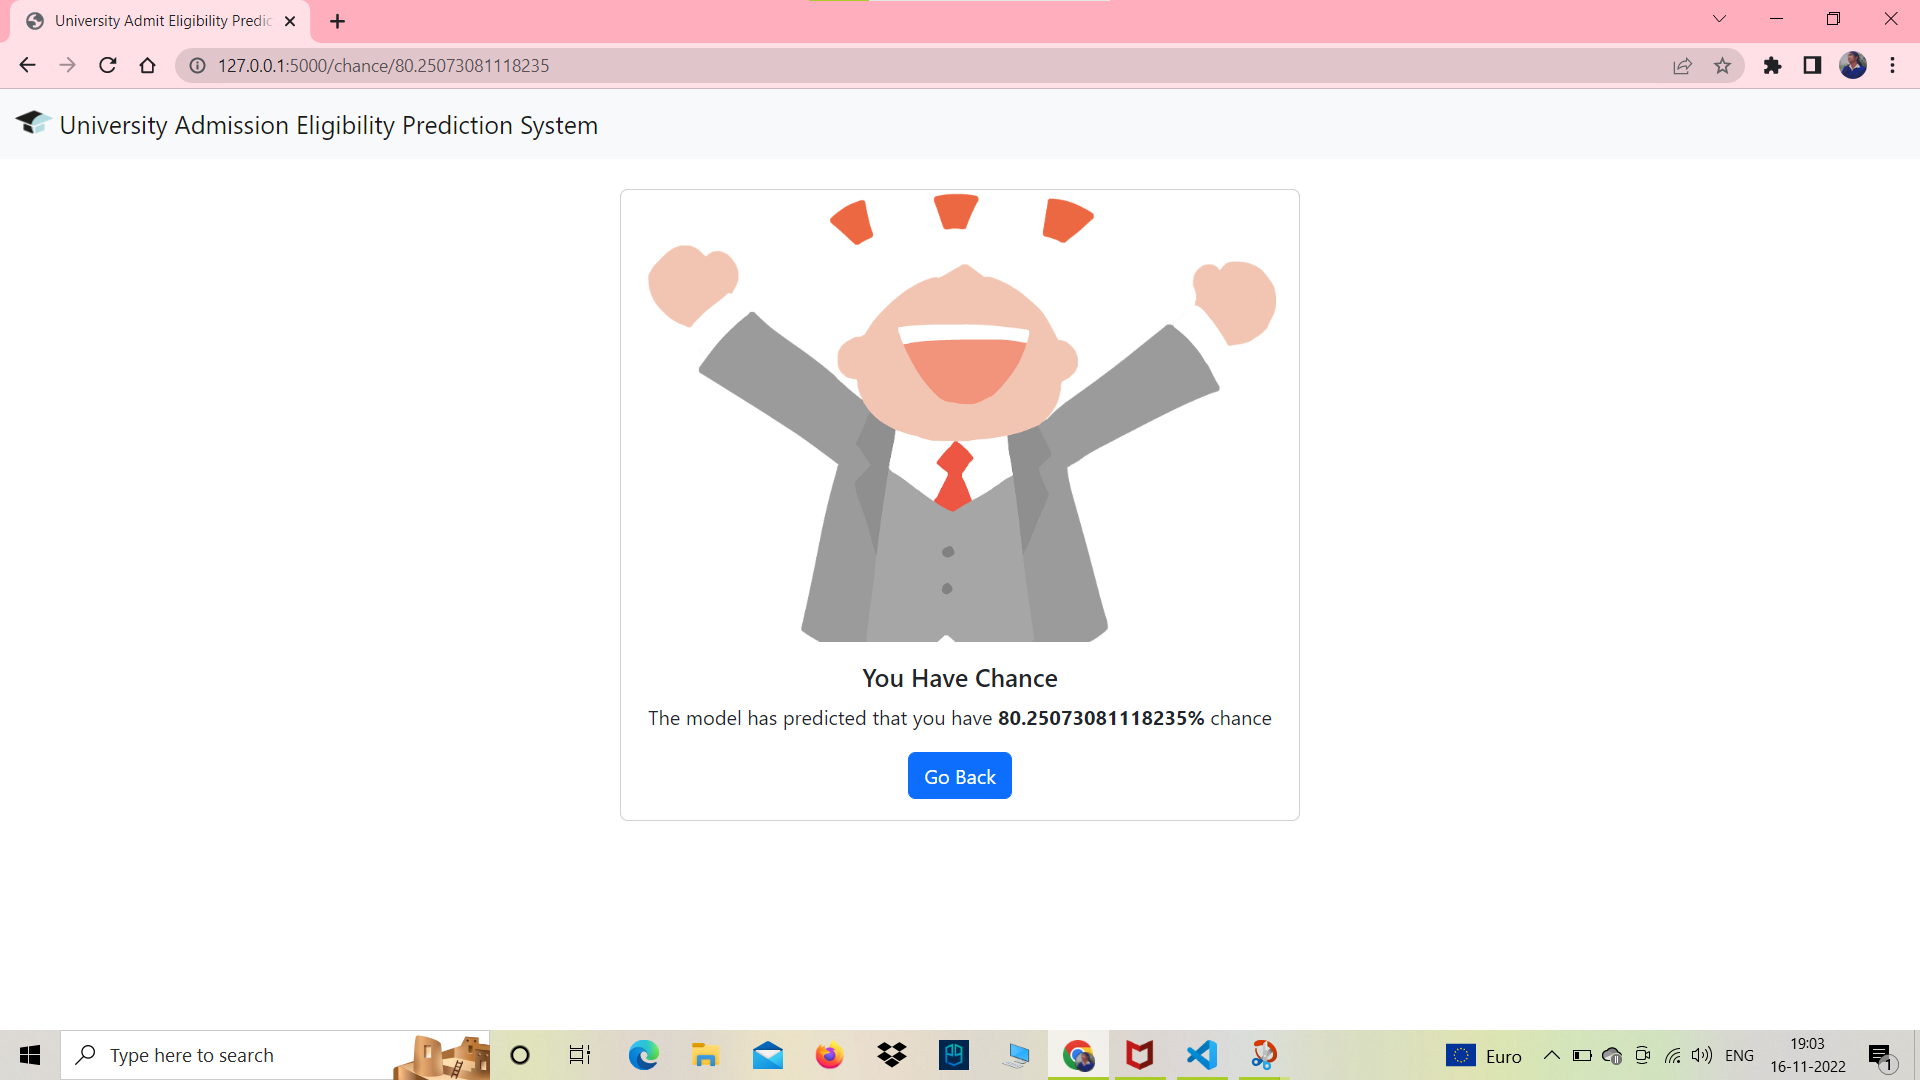 University Admit Eligibility Predic
127.0.0.1:5000/chance/80.25073081118235
University Admission Eligibility Prediction System
You Have Chance
The model has predicted that you have 80.25073081118235% chance
Go Back
Type here to search
Euro
ENG
19:03
16-11-2022
1